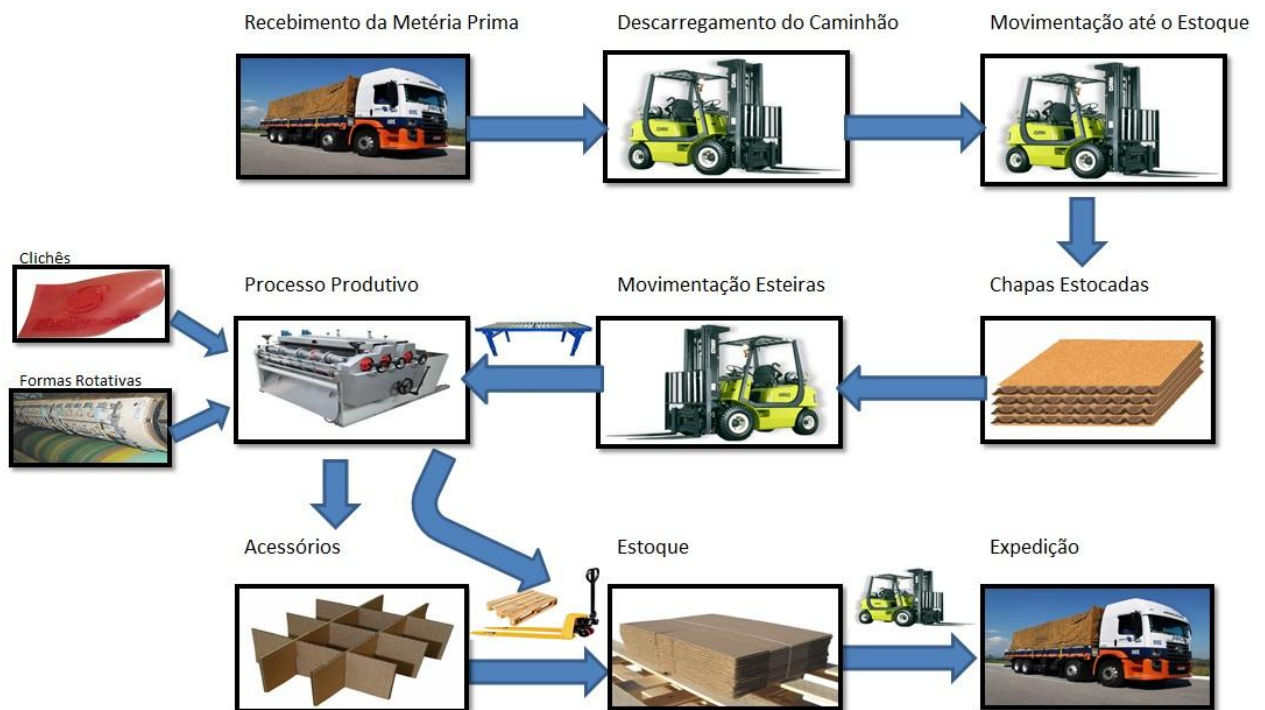 Recebimento da Metéria Prima
Descarregamento do Caminhão
Movimentação até o Estoque
Clichês
Processo Produtivo
Movimentação Esteiras
Chapas Estocadas
Formas Rotativas
Acessórios
Estoque
Expedição